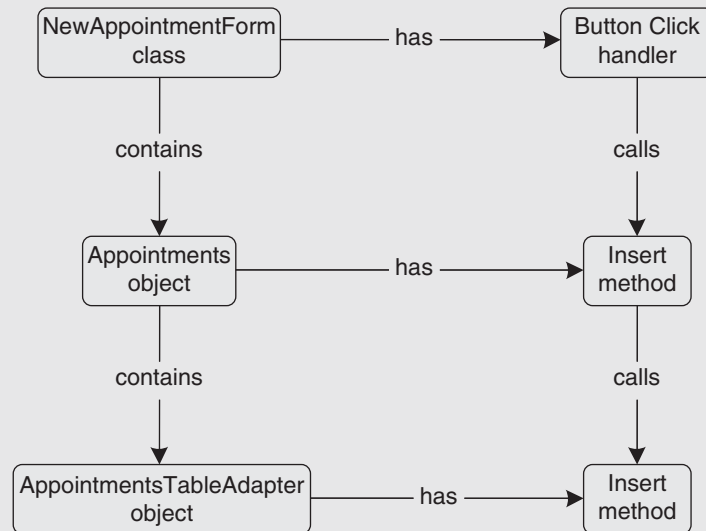 NewAppointmentForm
class
has
Button Click
handler
contains
calls
Appointments
object
has
Insert
method
contains
calls
AppointmentsTableAdapter
object
has
Insert
method